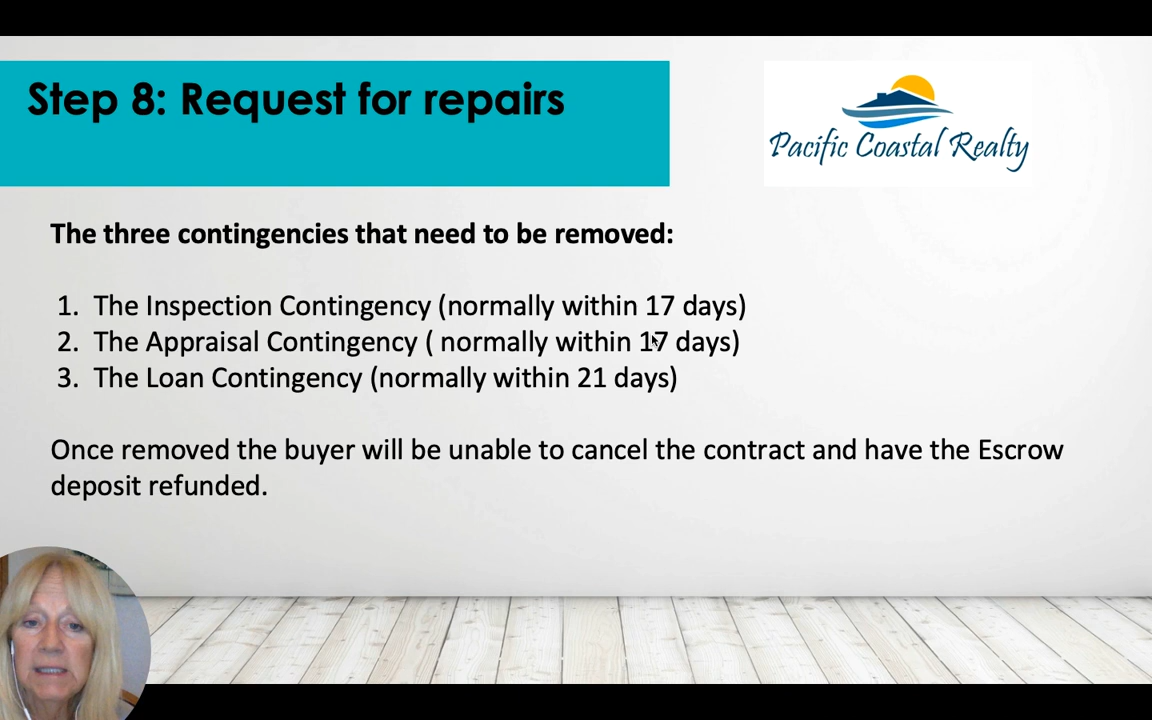 Step 8: Request for repairs
Pacific Coastal Realty
The three contingencies that need to be removed:
1. The Inspection Contingency (normally within 17 days)
2. The Appraisal Contingency ( normally within 17 days)
3. The Loan Contingency (normally within 21 days)
Once removed the buyer will be unable to cancel the contract and have the Escrow
deposit refunded.